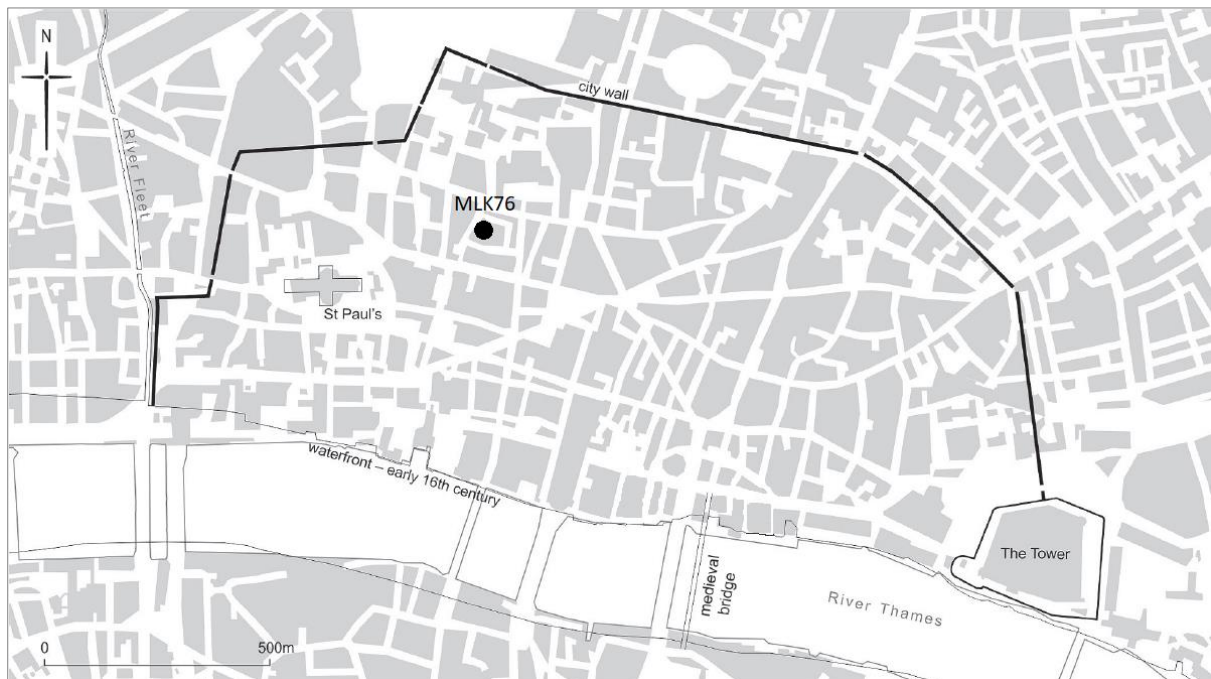 N
city wall
River Fleet
MLK76
St Paul's
waterfront – early 16th century
The Tower
medieval
bridge
River Thames
0
500m